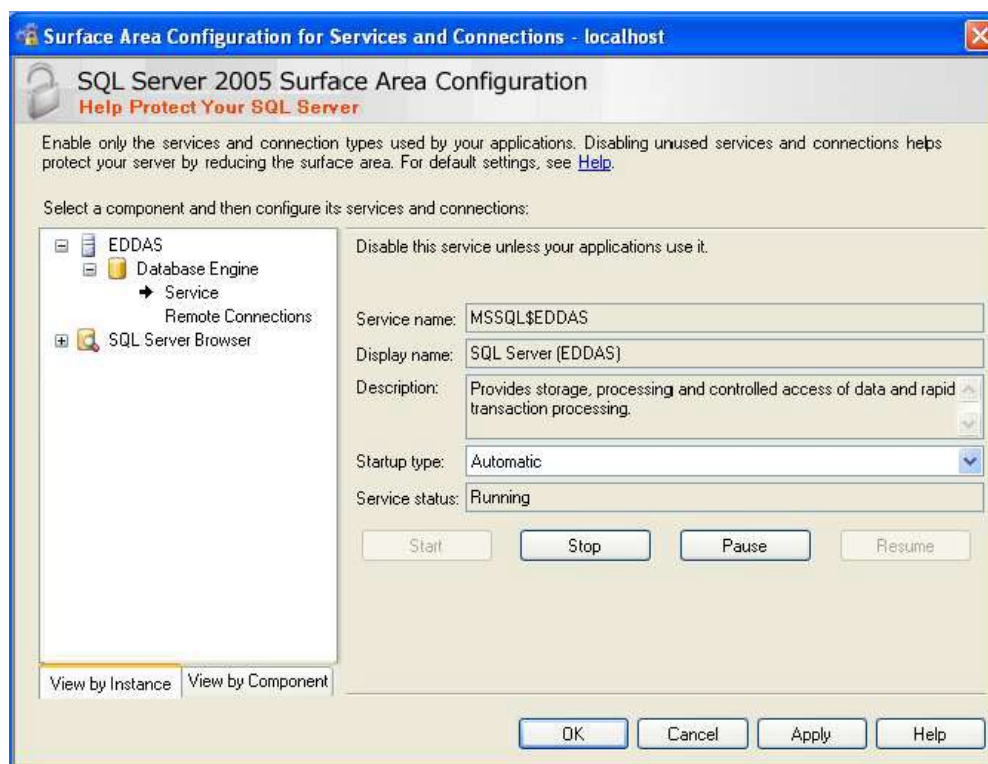 Surface Area Configuration for Services and Connections - localhost
SQL Server 2005 Surface Area Configuration
Help Protect Your SQL Server
Enable only the services and connection types used by your applications. Disabling unused services and connections helps
protect your server by reducing the surface area. For default settings, see Help.
Select a component and then configure its services and connections:
EDDAS
Database Engine
Service
Remote Connections
SQL Server Browser
View by Instance
View by Component
Disable this service unless your applications use it.
Service name: MSSQL$EDDAS
Display name: SQL Server (EDDAS)
Description: Provides storage, processing and controlled access of data and rapid
transaction processing.
Startup type: Automatic
Service status: Running
Start Stop Pause Resume
OK Cancel Apply Help